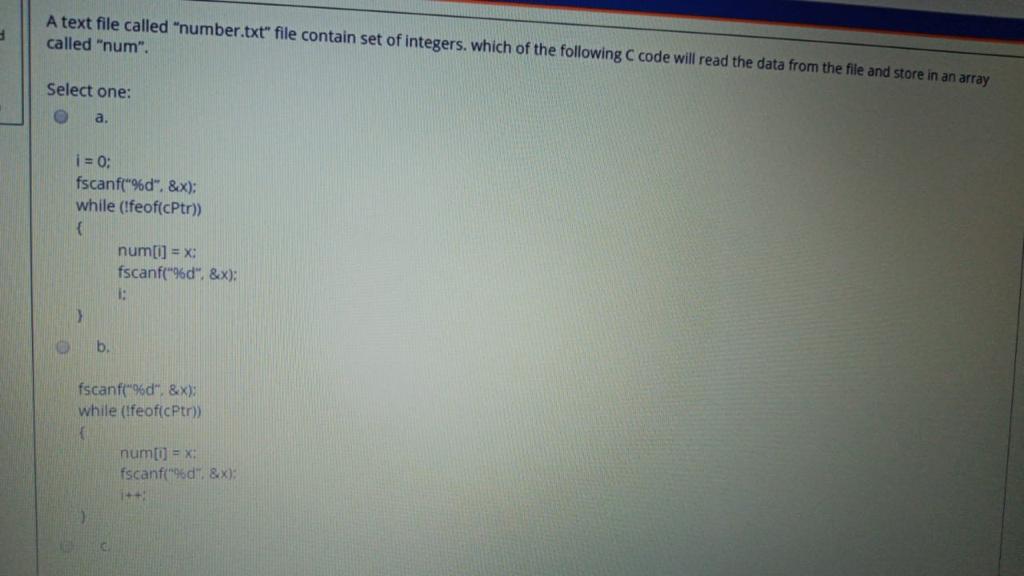 A text file called "number.txt" file contain set of integers. which of the following C code will read the data from the file and store in an array
called "num".
Select one:
a.
i = 0;
fscanf("%d", &x);
while (!feof(cPtr))
{
num[i] = x;
fscanf("%d", &x);
i;
}
b.
fscanf("%d", &x);
while (!feof(cPtr))
{
num[i] = x;
fscanf("%d", &x);
i++;
}
c.